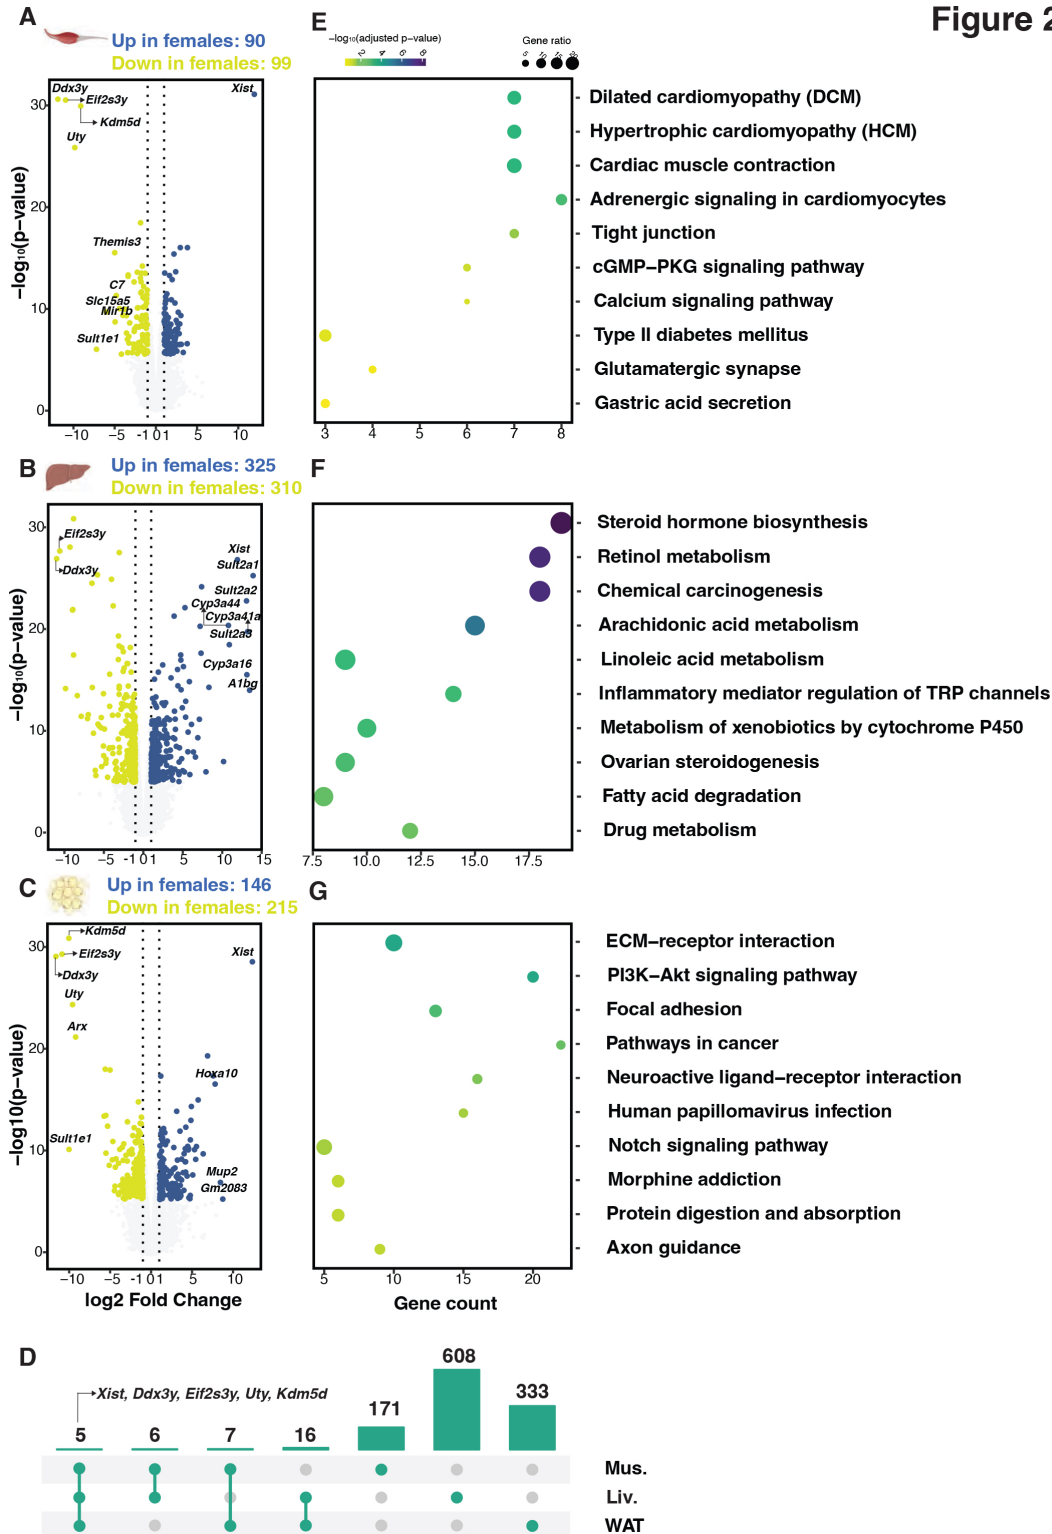 Figure 2
A
Up in females: 90
Down in females: 99
Ddx3y
Eif2s3y
Kdm5d
Uty
Xist
Themis3
C7
Slc15a5
Mir1b
Sult1e1
−log10(p−value)
30
20
10
0
−10 −5 -1 0 1 5 10
E
−log10(adjusted p−value)
2 4 6 8
Gene ratio
Dilated cardiomyopathy (DCM)
Hypertrophic cardiomyopathy (HCM)
Cardiac muscle contraction
Adrenergic signaling in cardiomyocytes
Tight junction
cGMP−PKG signaling pathway
Calcium signaling pathway
Type II diabetes mellitus
Glutamatergic synapse
Gastric acid secretion
3 4 5 6 7 8
B
Up in females: 325
Down in females: 310
Eif2s3y
Ddx3y
Xist
Sult2a1
Sult2a2
Cyp3a44
Cyp3a41a
Sult2a3
Cyp3a16
A1bg
−log10(p−value)
30
20
10
0
−10 −5 -1 0 1 5 10 15
F
Steroid hormone biosynthesis
Retinol metabolism
Chemical carcinogenesis
Arachidonic acid metabolism
Linoleic acid metabolism
Inflammatory mediator regulation of TRP channels
Metabolism of xenobiotics by cytochrome P450
Ovarian steroidogenesis
Fatty acid degradation
Drug metabolism
7.5 10.0 12.5 15.0 17.5
C
Up in females: 146
Down in females: 215
Kdm5d
Eif2s3y
Ddx3y
Uty
Arx
Xist
Hoxa10
Sult1e1
Mup2
Gm2083
−log10(p−value)
30
20
10
0
−10 −5 -1 0 1 5 10
log2 Fold Change
G
ECM−receptor interaction
PI3K−Akt signaling pathway
Focal adhesion
Pathways in cancer
Neuroactive ligand−receptor interaction
Human papillomavirus infection
Notch signaling pathway
Morphine addiction
Protein digestion and absorption
Axon guidance
5 10 15 20
Gene count
D
Xist, Ddx3y, Eif2s3y, Uty, Kdm5d
5 6 7 16 171 608 333
Mus.
Liv.
WAT